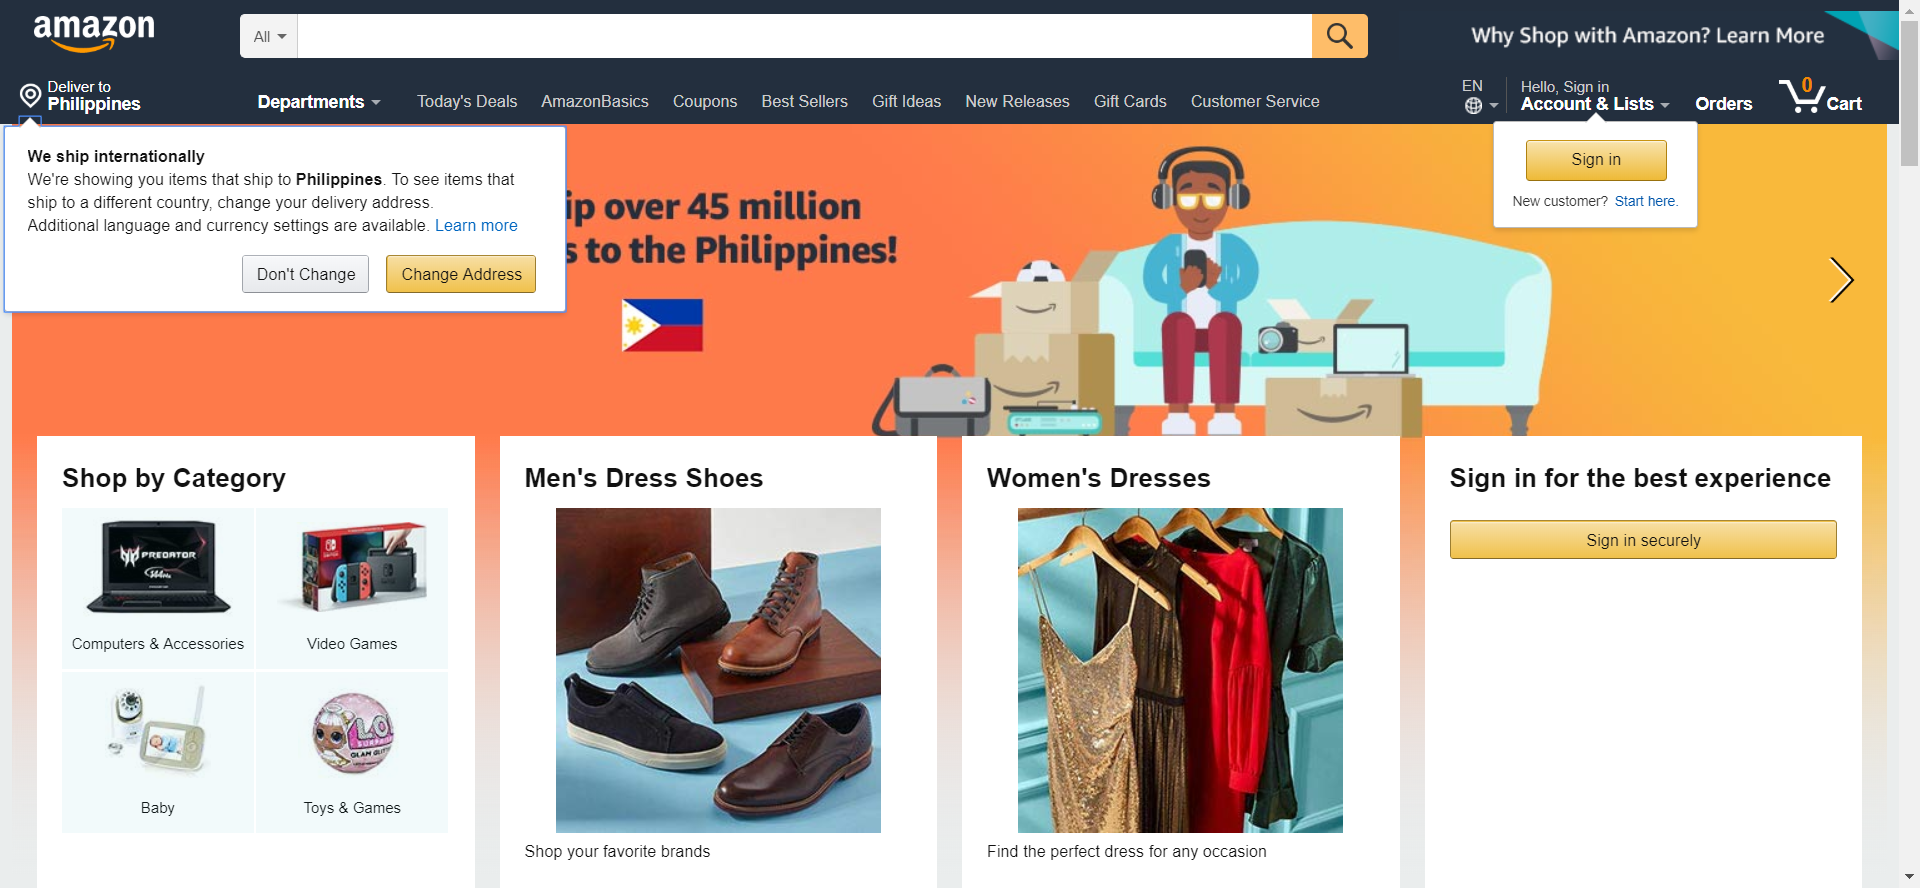 amazon
All
Why Shop with Amazon? Learn More
Deliver to
Philippines
Departments
Today's Deals
AmazonBasics
Coupons
Best Sellers
Gift Ideas
New Releases
Gift Cards
Customer Service
EN
Hello, Sign in
Account & Lists
Orders
0
Cart
We ship internationally
We're showing you items that ship to Philippines. To see items that
ship to a different country, change your delivery address.
Additional language and currency settings are available. Learn more
Don't Change
Change Address
Sign in
New customer? Start here.
ip over 45 million
s to the Philippines!
Shop by Category
PREDATOR
144Hz
Computers & Accessories
Video Games
Baby
L.O.L.
SURPRISE
GLAM GLITTER
Toys & Games
Men's Dress Shoes
Shop your favorite brands
Women's Dresses
Find the perfect dress for any occasion
Sign in for the best experience
Sign in securely